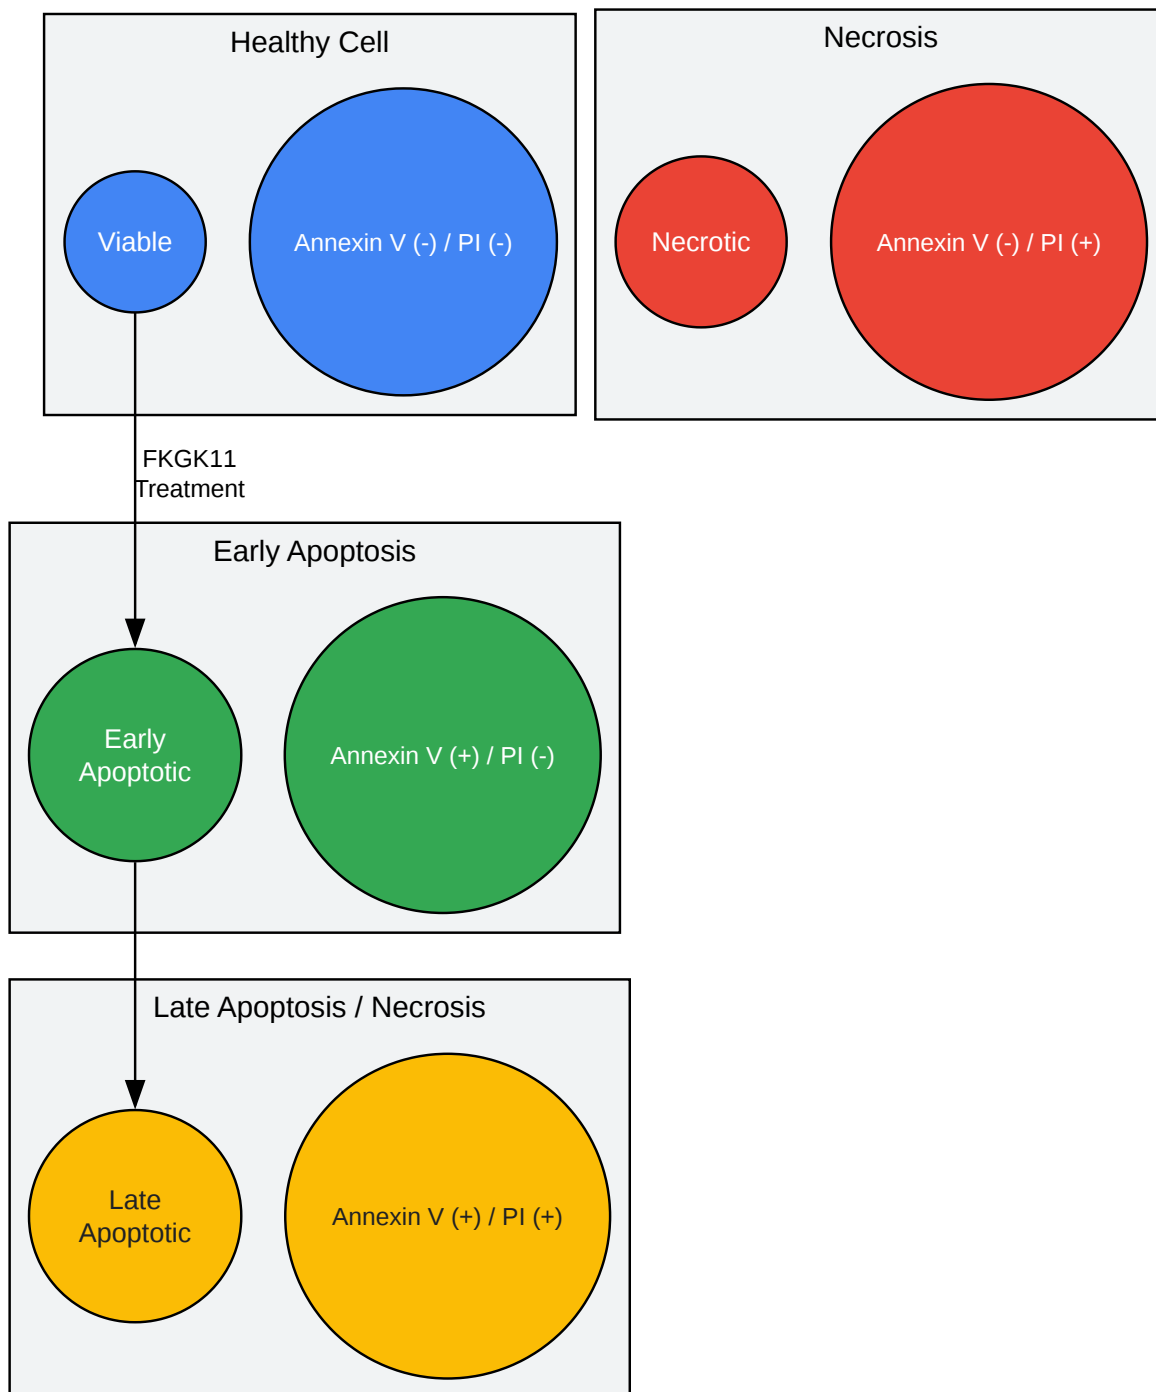 Healthy Cell
Viable
Annexin V (-) / PI (-)
Necrosis
Necrotic
Annexin V (-) / PI (+)
FKGK11
Treatment
Early Apoptosis
Early
Apoptotic
Annexin V (+) / PI (-)
Late Apoptosis / Necrosis
Late
Apoptotic
Annexin V (+) / PI (+)